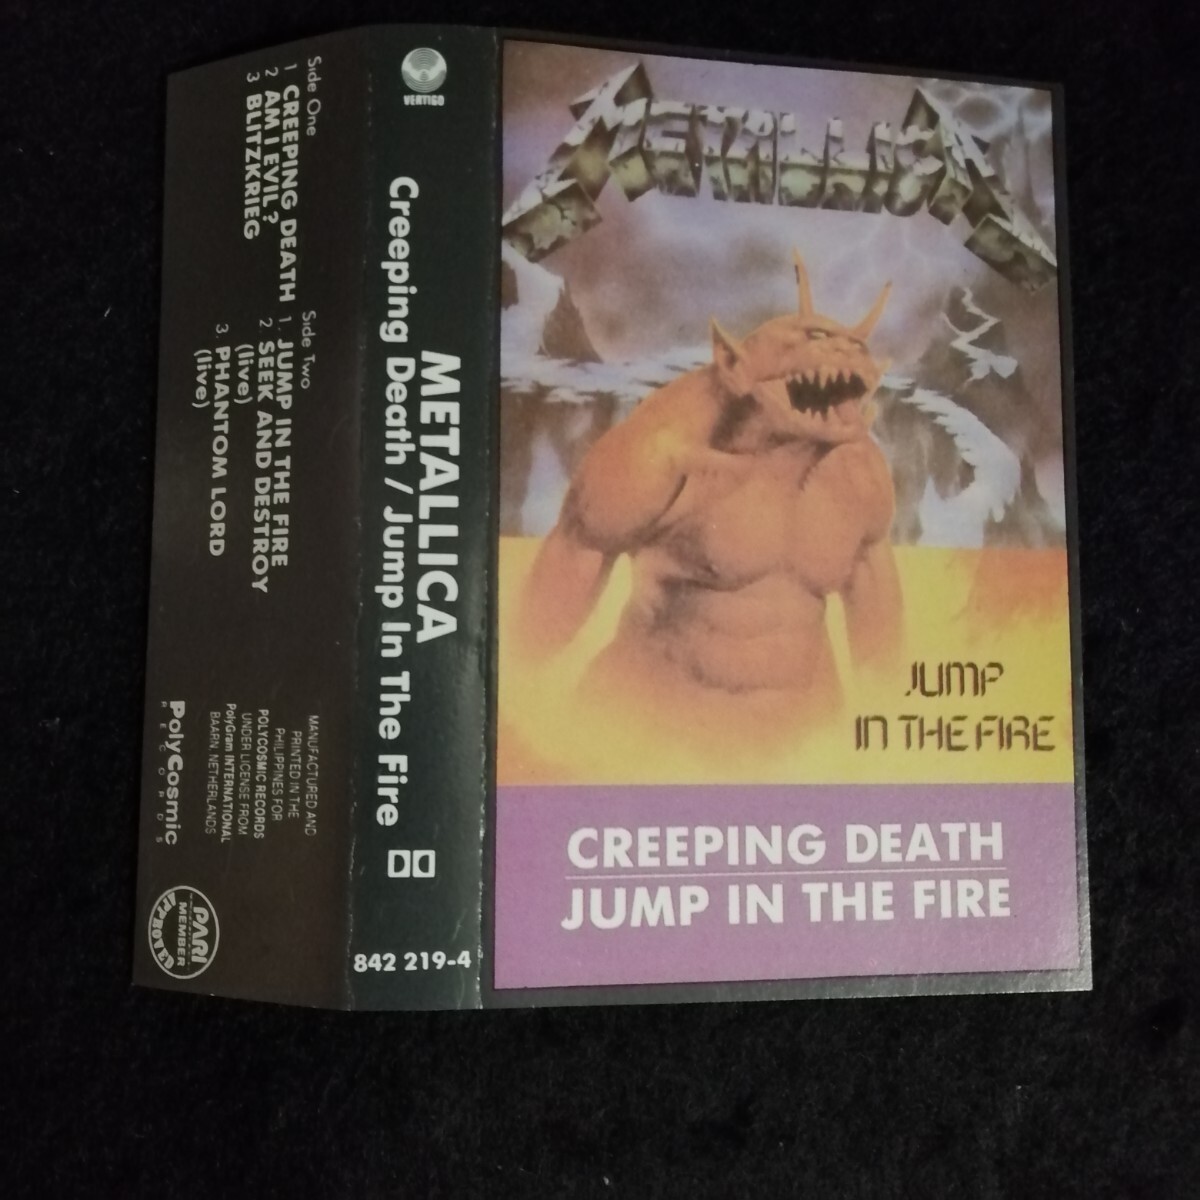 METALLICA
JUMP
IN THE FIRE
CREEPING DEATH
JUMP IN THE FIRE
VERTIGO
METALLICA
Creeping Death / Jump In The Fire
842 219-4
Side One
1 CREEPING DEATH
2 AM I EVIL?
3 BLITZKRIEG
Side Two
1. JUMP IN THE FIRE
2. SEEK AND DESTROY
(live)
3. PHANTOM LORD
(live)
MANUFACTURED AND
PRINTED IN THE
PHILIPPINES FOR
POLYCOSMIC RECORDS
UNDER LICENSE FROM
PolyGram INTERNATIONAL
BAARN, NETHERLANDS
PolyCosmic
RECORDS
PARI
MEMBER